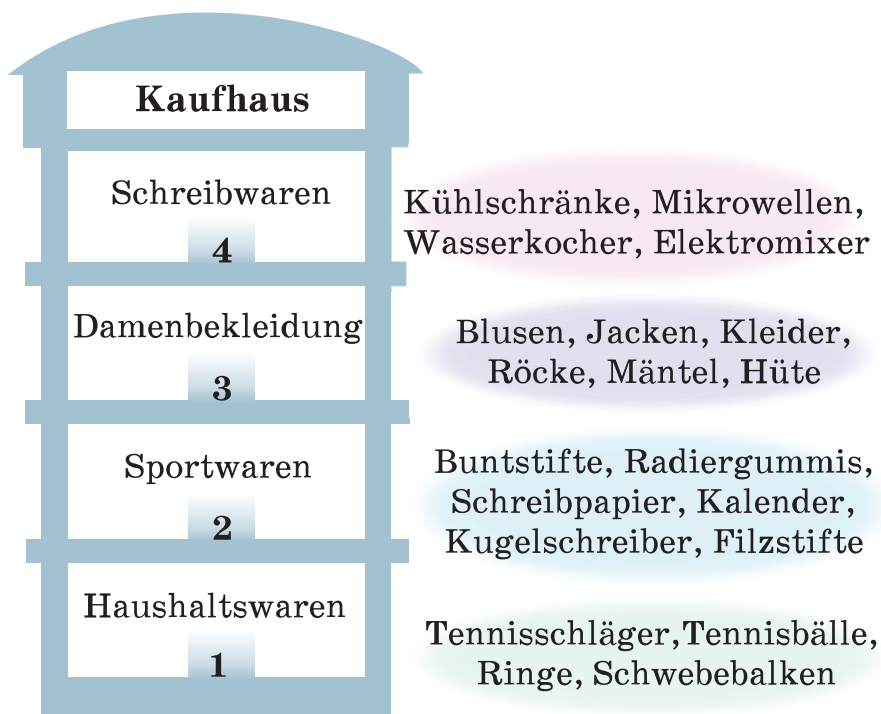 Kaufhaus
Schreibwaren
4
Kühlschränke, Mikrowellen,
Wasserkocher, Elektromixer
Damenbekleidung
3
Blusen, Jacken, Kleider,
Röcke, Mäntel, Hüte
Sportwaren
2
Buntstifte, Radiergummis,
Schreibpapier, Kalender,
Kugelschreiber, Filzstifte
Haushaltswaren
1
Tennisschläger,Tennisbälle,
Ringe, Schwebebalken